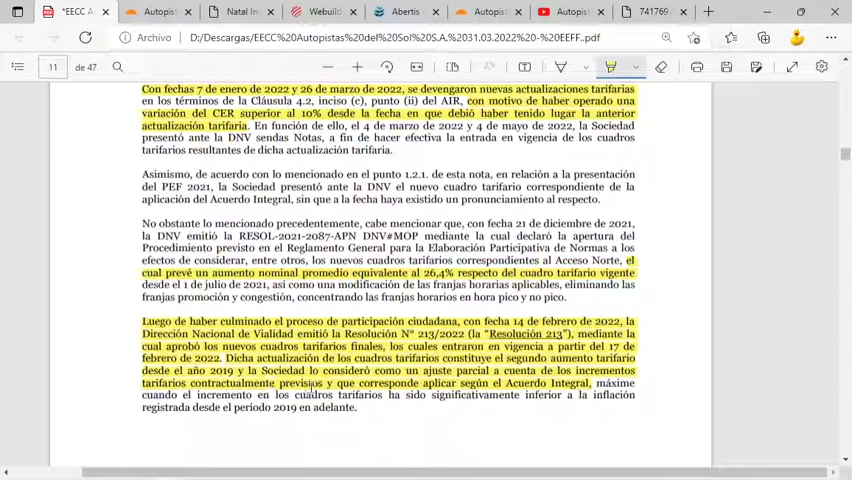 *EECC A
Autopist
Natal In
Webuild
Abertis -
Autopist
Autopis
741769
Archivo
D:/Descargas/EECC%20Autopistas%20del%20Sol%20S.A.%2031.03.2022%20-%20EEFF..pdf
11
de 47
Con fechas 7 de enero de 2022 y 26 de marzo de 2022, se devengaron nuevas actualizaciones tarifarias
en los términos de la Cláusula 4.2, inciso (c), punto (ii) del AIR, con motivo de haber operado una
variación del CER superior al 10% desde la fecha en que debió haber tenido lugar la anterior
actualización tarifaria. En función de ello, el 4 de marzo de 2022 y 4 de mayo de 2022, la Sociedad
presentó ante la DNV sendas Notas, a fin de hacer efectiva la entrada en vigencia de los cuadros
tarifarios resultantes de dicha actualización tarifaria.
Asimismo, de acuerdo con lo mencionado en el punto 1.2.1. de esta nota, en relación a la presentación
del PEF 2021, la Sociedad presentó ante la DNV el nuevo cuadro tarifario correspondiente de la
aplicación del Acuerdo Integral, sin que a la fecha haya existido un pronunciamiento al respecto.
No obstante lo mencionado precedentemente, cabe mencionar que, con fecha 21 de diciembre de 2021,
la DNV emitió la RESOL-2021-2087-APN DNV#MOP mediante la cual declaró la apertura del
Procedimiento previsto en el Reglamento General para la Elaboración Participativa de Normas a los
efectos de considerar, entre otros, los nuevos cuadros tarifarios correspondientes al Acceso Norte, el
cual prevé un aumento nominal promedio equivalente al 26,4% respecto del cuadro tarifario vigente
desde el 1 de julio de 2021, así como una modificación de las franjas horarias aplicables, eliminando las
franjas promoción y congestión, concentrando las franjas horarios en hora pico y no pico.
Luego de haber culminado el proceso de participación ciudadana, con fecha 14 de febrero de 2022, la
Dirección Nacional de Vialidad emitió la Resolución N° 213/2022 (la “Resolución 213”), mediante la
cual aprobó los nuevos cuadros tarifarios finales, los cuales entraron en vigencia a partir del 17 de
febrero de 2022. Dicha actualización de los cuadros tarifarios constituye el segundo aumento tarifario
desde el año 2019 y la Sociedad lo consideró como un ajuste parcial a cuenta de los incrementos
tarifarios contractualmente previsios y que corresponde aplicar según el Acuerdo Integral, máxime
cuando el incremento en los cuadros tarifarios ha sido significativamente inferior a la inflación
registrada desde el período 2019 en adelante.